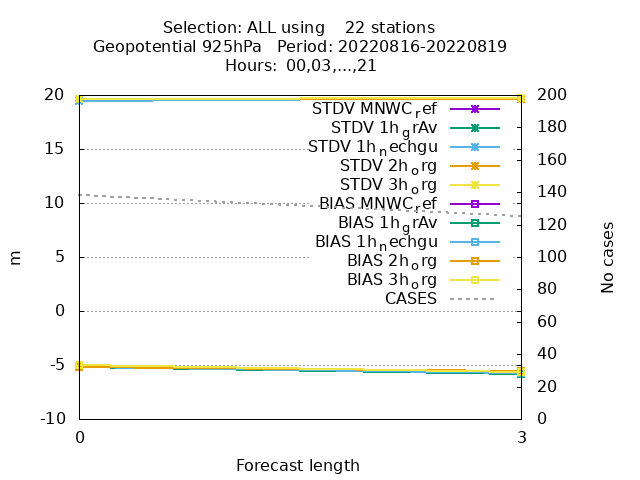 Selection: ALL using    22 stations
Geopotential 925hPa   Period: 20220816-20220819
Hours: 00,03,...,21
20
15
10
5
0
-5
-10
m
200
180
160
140
120
100
80
60
40
20
0
No cases
STDV MNWC_ref
STDV 1h_grAv
STDV 1h_nechgu
STDV 2h_org
STDV 3h_org
BIAS MNWC_ref
BIAS 1h_grAv
BIAS 1h_nechgu
BIAS 2h_org
BIAS 3h_org
CASES
0
3
Forecast length